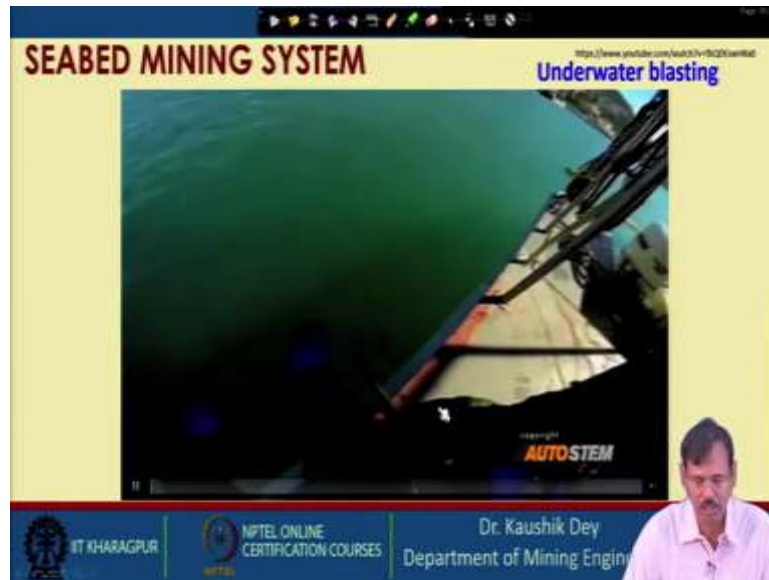 SEABED MINING SYSTEM
Underwater blasting
copyright
AUTOSTEM
IIT KHARAGPUR
NPTEL
NPTEL ONLINE
CERTIFICATION COURSES
Dr. Kaushik Dey
Department of Mining Engin